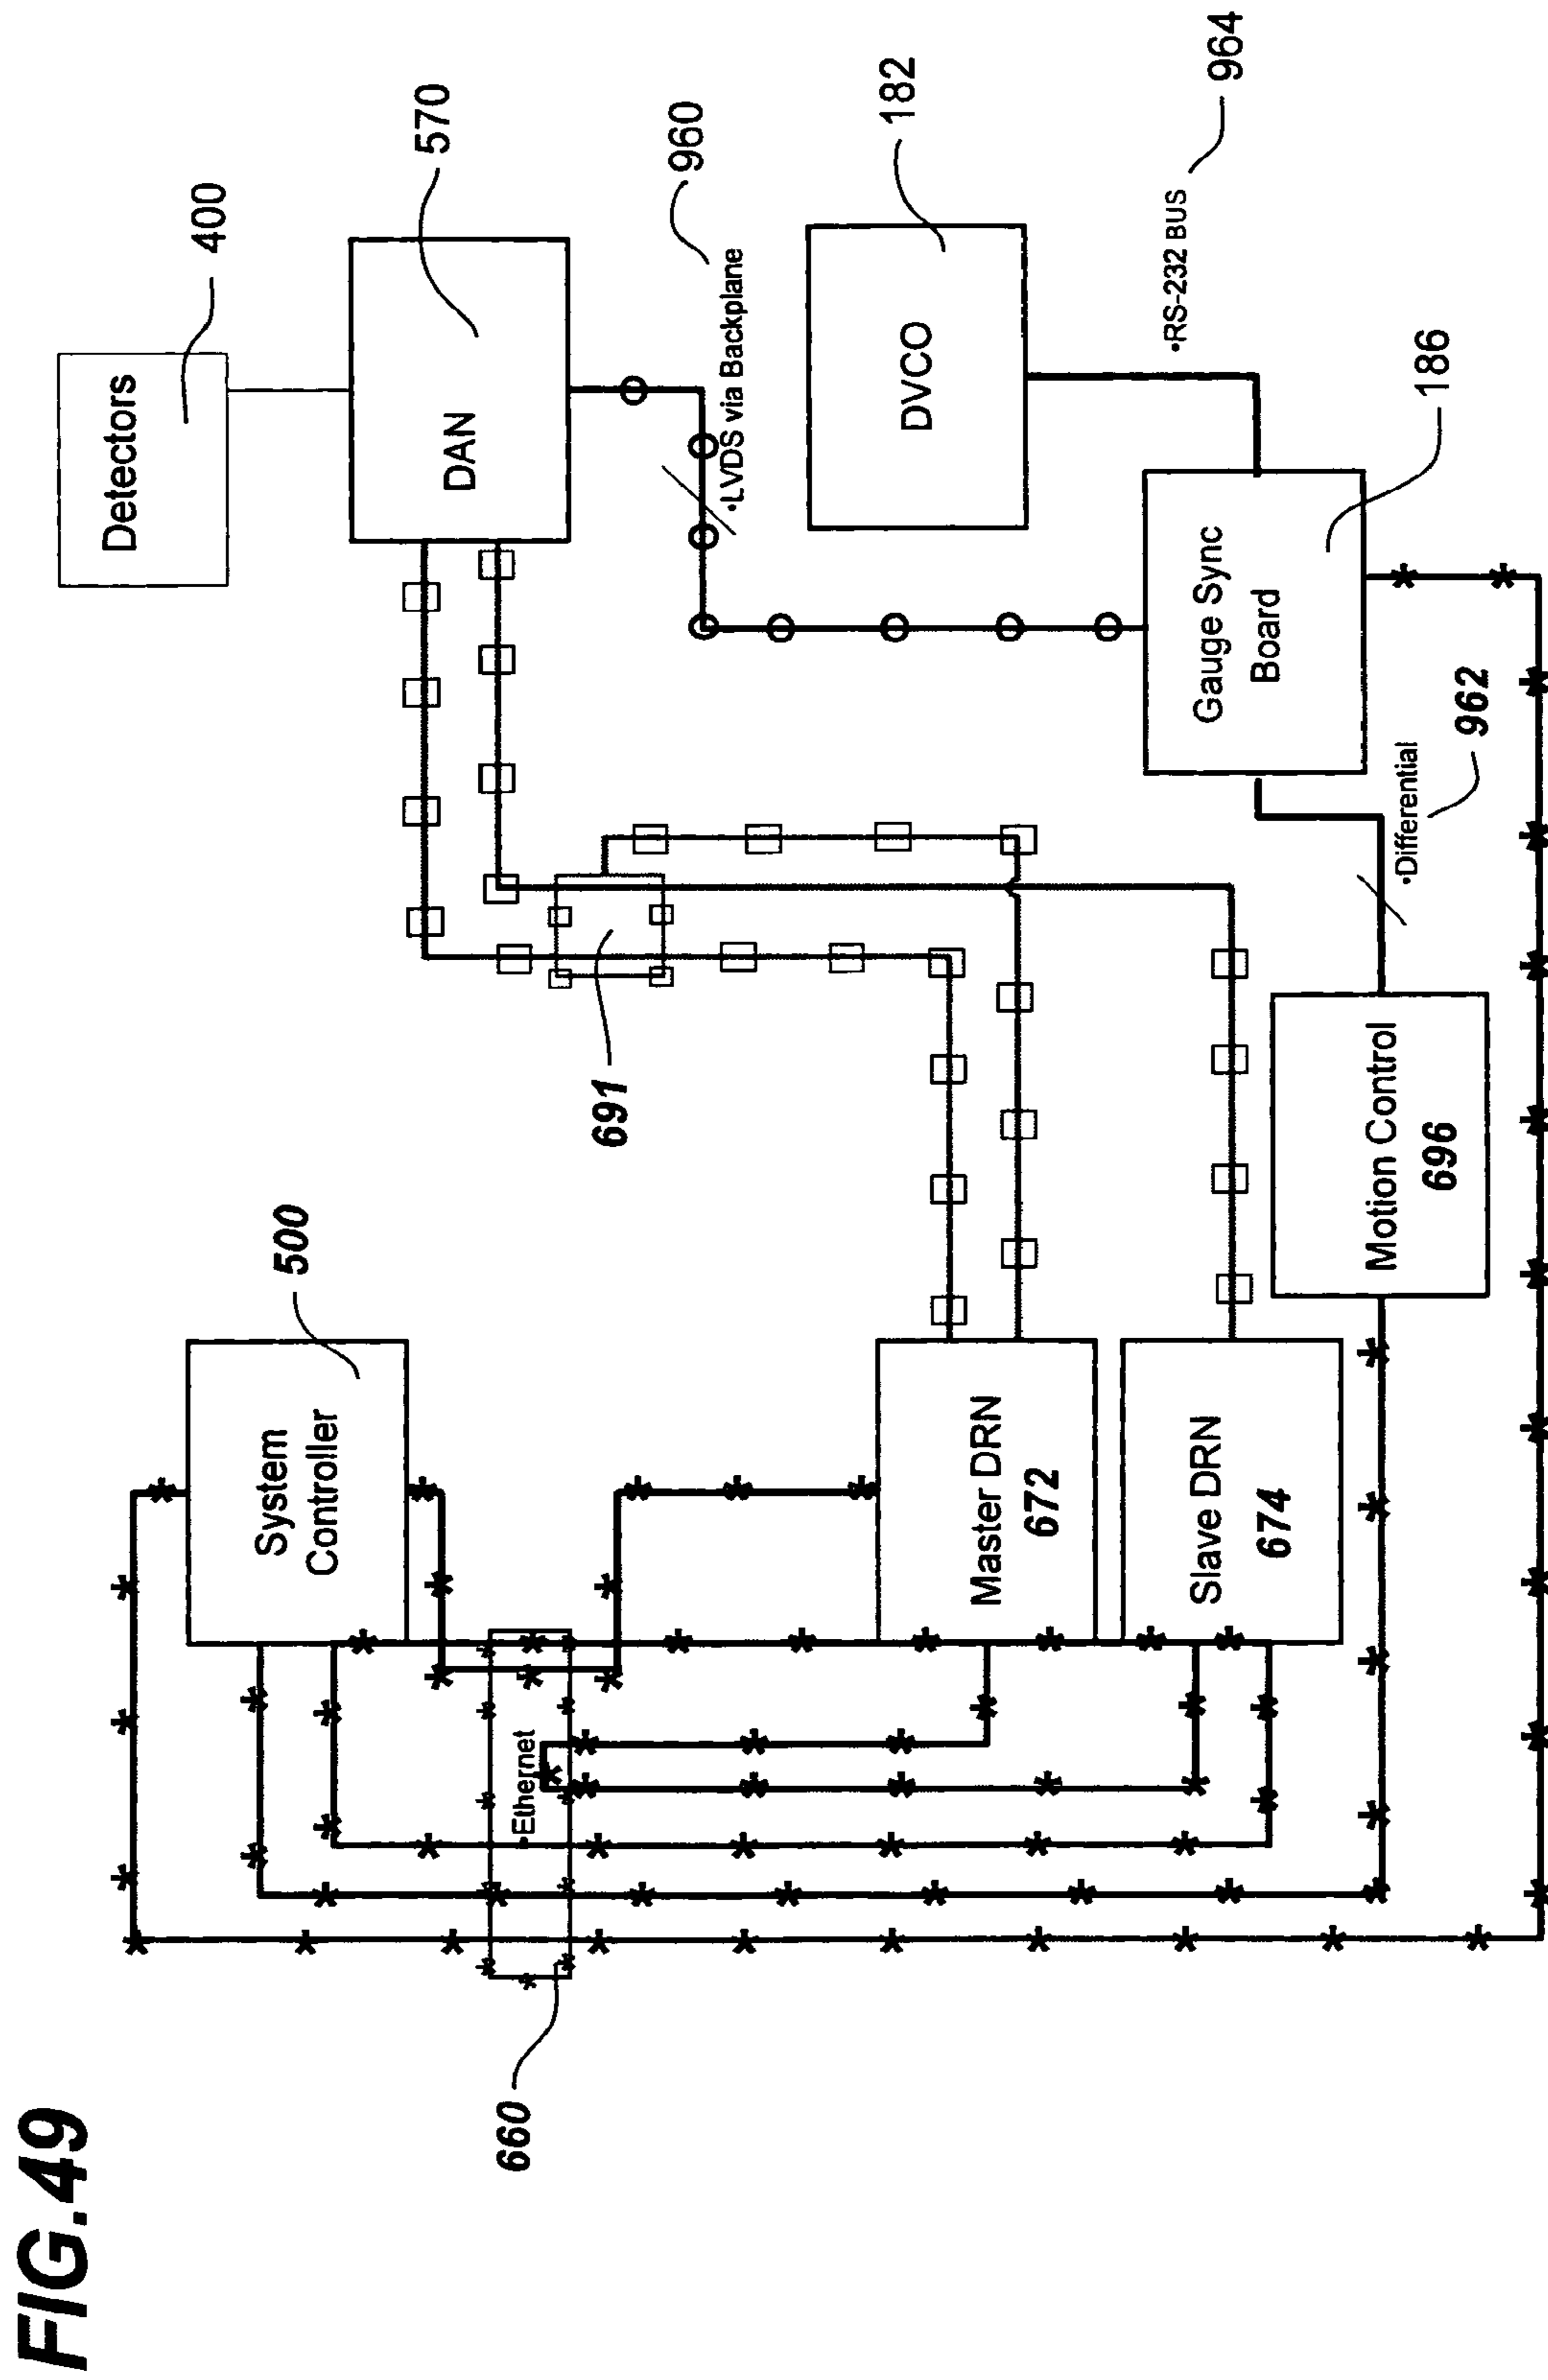 FIG.49
Detectors
400
DAN
570
•LVDS via Backplane
960
DVCO
182
•RS-232 BUS
964
Gauge Sync
Board
186
•Differential
962
691
System
Controller
500
Master DRN
672
Slave DRN
674
Motion Control
696
•Ethernet
660